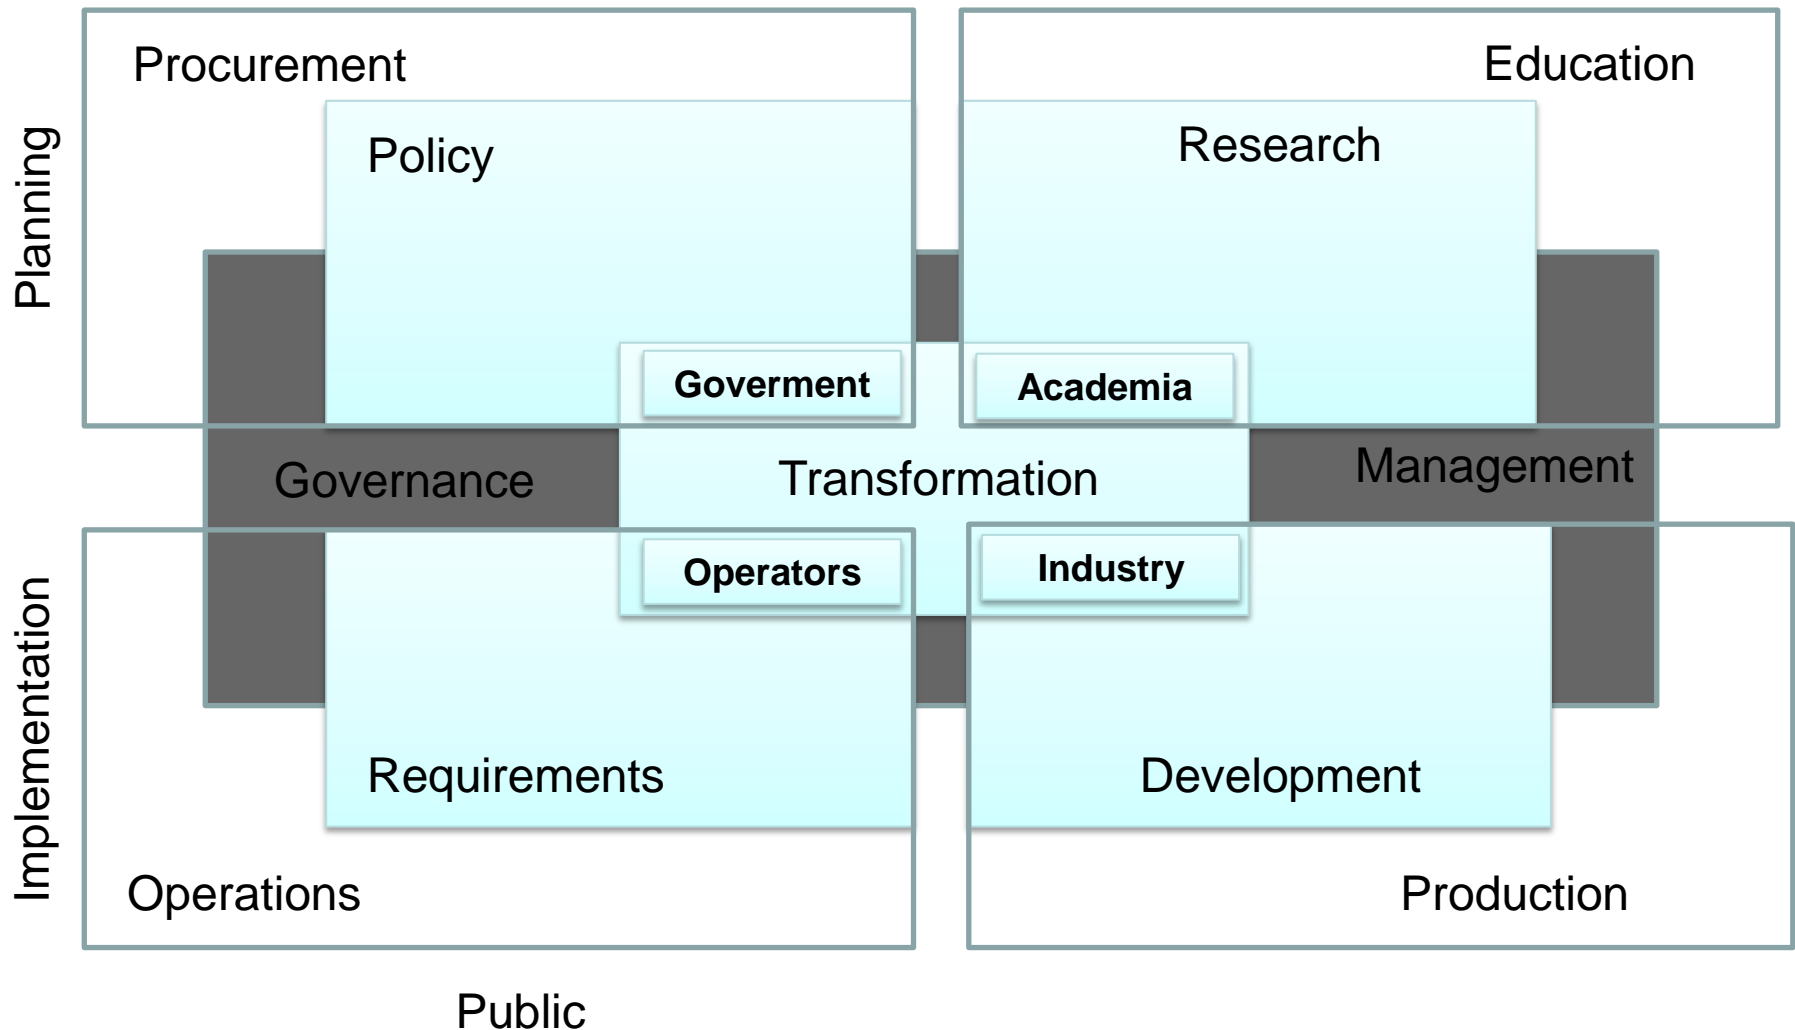 Procurement
Education
Policy
Research
Planning
Goverment
Academia
Governance
Transformation
Management
Operators
Industry
Implementation
Requirements
Development
Operations
Production
Public